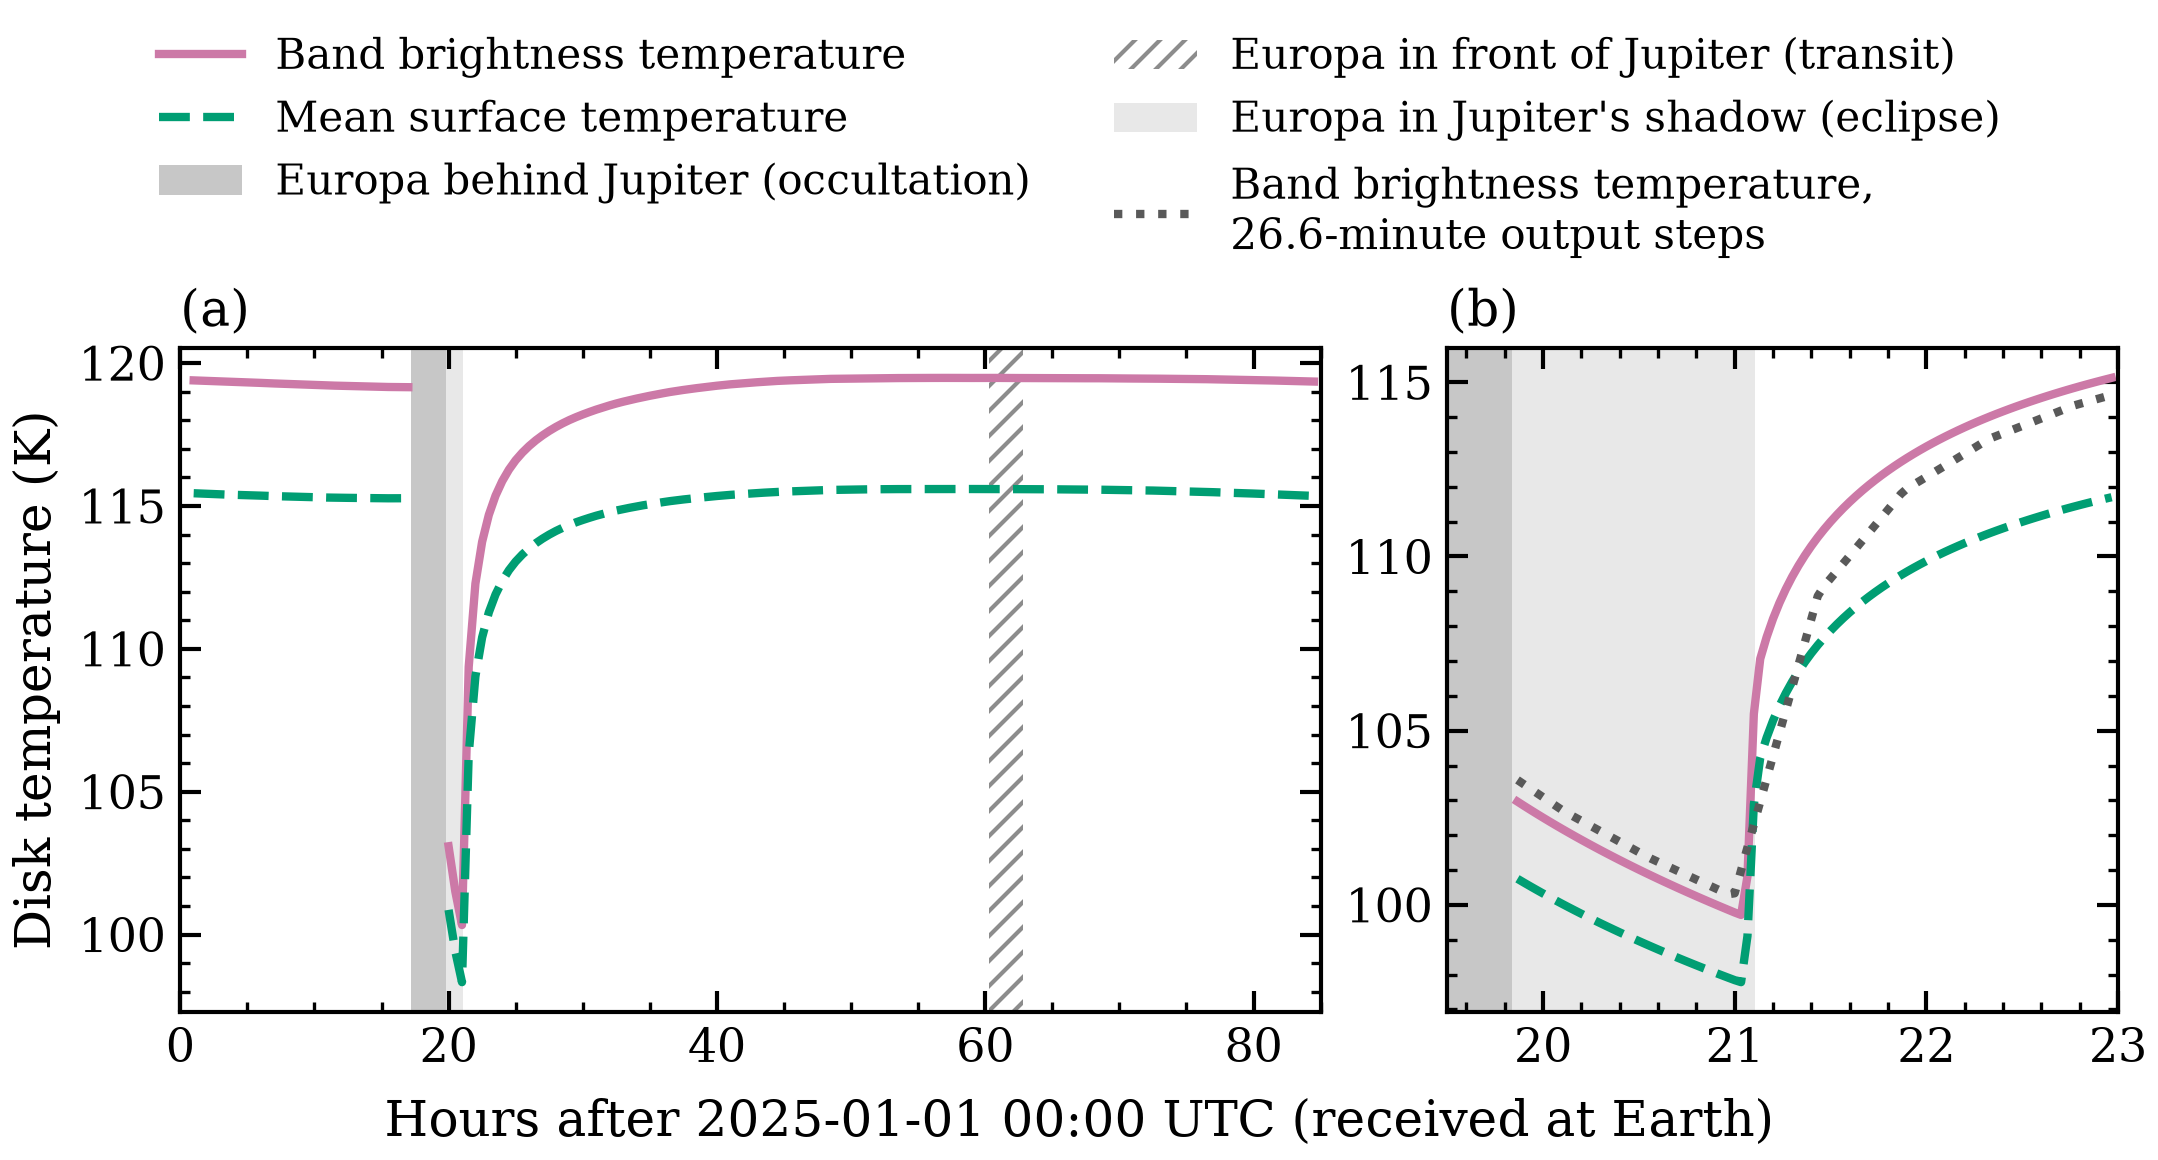 Band brightness temperature
Mean surface temperature
Europa behind Jupiter (occultation)
Europa in front of Jupiter (transit)
Europa in Jupiter's shadow (eclipse)
Band brightness temperature,
26.6-minute output steps
(a)
(b)
Disk temperature (K)
120
115
110
105
100
0
20
40
60
80
115
110
105
100
20
21
22
23
Hours after 2025-01-01 00:00 UTC (received at Earth)